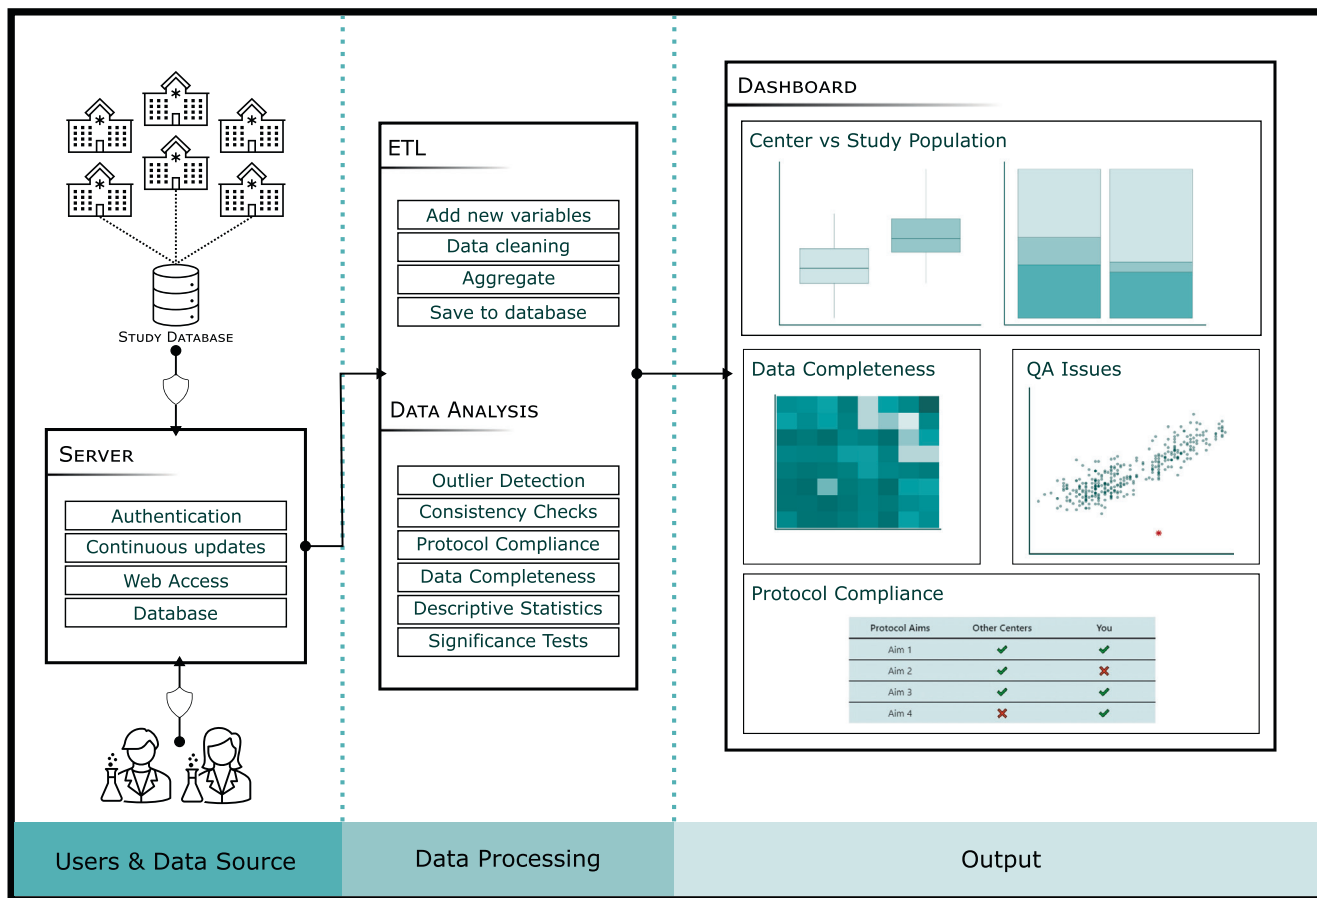 STUDY DATABASE
SERVER
Authentication
Continuous updates
Web Access
Database
Users & Data Source
ETL
Add new variables
Data cleaning
Aggregate
Save to database
DATA ANALYSIS
Outlier Detection
Consistency Checks
Protocol Compliance
Data Completeness
Descriptive Statistics
Significance Tests
Data Processing
DASHBOARD
Center vs Study Population
Data Completeness
QA Issues
Protocol Compliance
Protocol Aims Other Centers You
Aim 1
Aim 2
Aim 3
Aim 4
Output